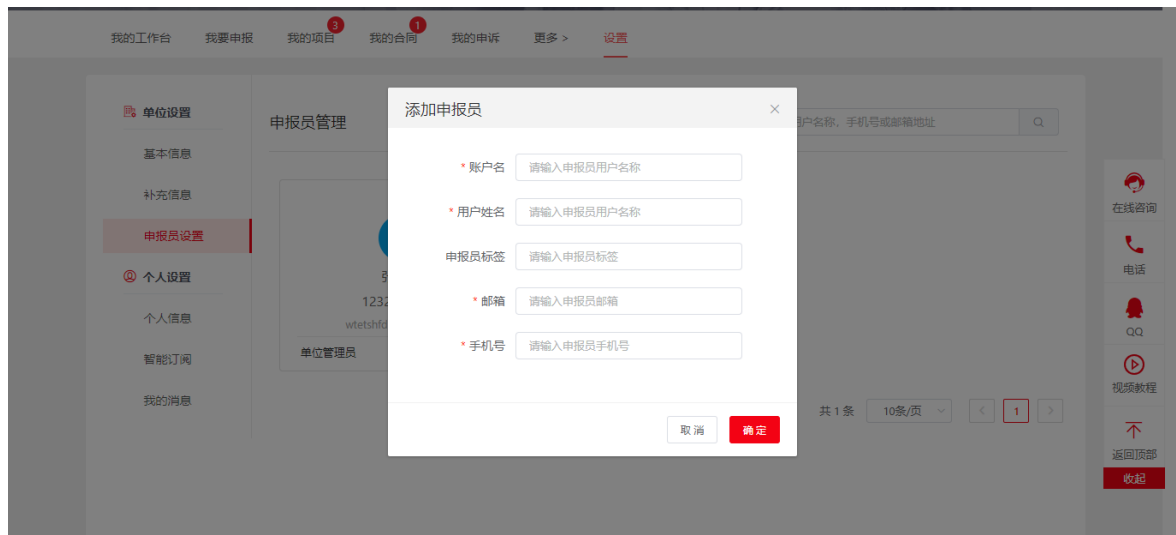 我的工作台 我要申报 我的项目 3 我的合同 1 我的申诉 更多 > 设置
单位设置
基本信息
补充信息
申报员设置
个人设置
个人信息
智能订阅
我的消息
申报员管理
用户名称、手机号或邮箱地址
1232
wtetshfd
单位管理员
添加申报员
* 账户名 请输入申报员用户名称
* 用户姓名 请输入申报员用户名称
申报员标签 请输入申报员标签
* 邮箱 请输入申报员邮箱
* 手机号 请输入申报员手机号
取消 确定
共 1 条 10条/页 < 1 >
在线咨询
电话
QQ
视频教程
返回顶部
收起